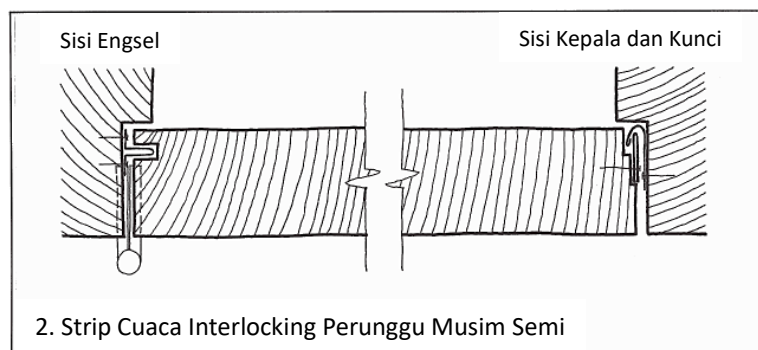 Sisi Engsel
Sisi Kepala dan Kunci
2. Strip Cuaca Interlocking Perunggu Musim Semi